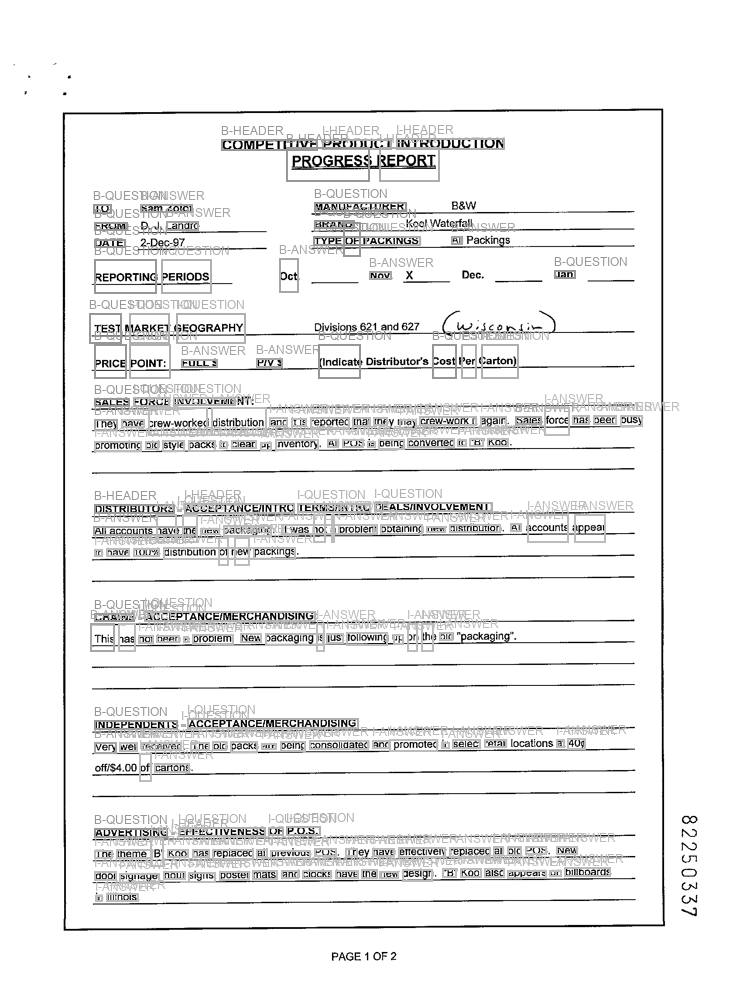 COMPETITIVE PRODUCT INTRODUCTION
PROGRESS REPORT
TO: Sam Zolot
MANUFACTURER B&W
FROM: D. J. Landro
BRAND: Kool Waterfall
DATE 2-Dec-97
TYPE OF PACKINGS All Packings
REPORTING PERIODS Oct. Nov. X Dec. Jan
TEST MARKET GEOGRAPHY Divisions 621 and 627 (Wisconsin)
PRICE POINT: FULL $ P/V $ (Indicate Distributor's Cost Per Carton)
SALES FORCE INVOLVEMENT:
They have crew-worked distribution and it is reported that they may crew-work it again. Sales force has been busy
promoting old style packs to clear up inventory. All POS is being converted to "B" Kool.
DISTRIBUTORS - ACCEPTANCE/INTRO TERMS/INTRO DEALS/INVOLVEMENT
All accounts have the new packaging. It was not a problem obtaining new distribution. All accounts appear
to have 100% distribution of new packings.
CHAINS - ACCEPTANCE/MERCHANDISING
This has not been a problem. New packaging is just following up on the old "packaging".
INDEPENDENTS - ACCEPTANCE/MERCHANDISING
Very well received. The old packs are being consolidated and promoted in select retail locations at 40¢
off/$4.00 of cartons.
ADVERTISING - EFFECTIVENESS OF P.O.S.
The theme B' Kool has replaced all previous POS. They have effectively replaced all old POS. New
door signage, hour signs, poster mats and clocks have the new design. "B" Kool also appears on billboards
in Illinois.
82250337
PAGE 1 OF 2